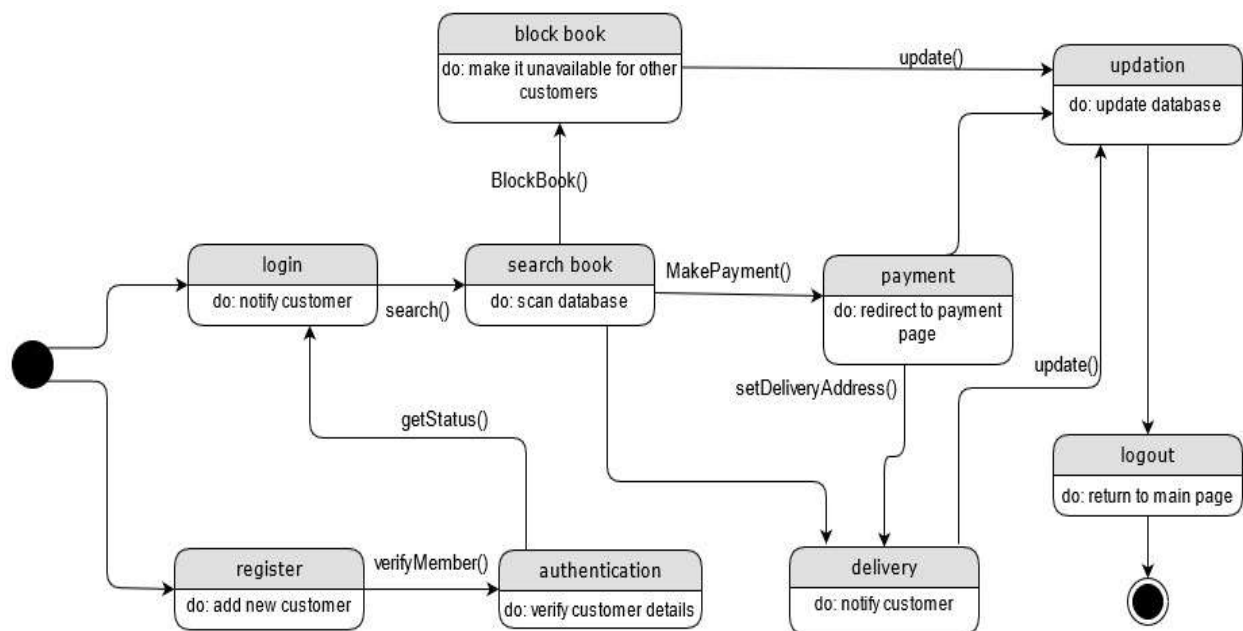 block book
do: make it unavailable for other
customers
update()
updation
do: update database
BlockBook()
login
do: notify customer
search()
search book
do: scan database
MakePayment()
payment
do: redirect to payment
page
setDeliveryAddress()
update()
getStatus()
logout
do: return to main page
register
do: add new customer
verifyMember()
authentication
do: verify customer details
delivery
do: notify customer